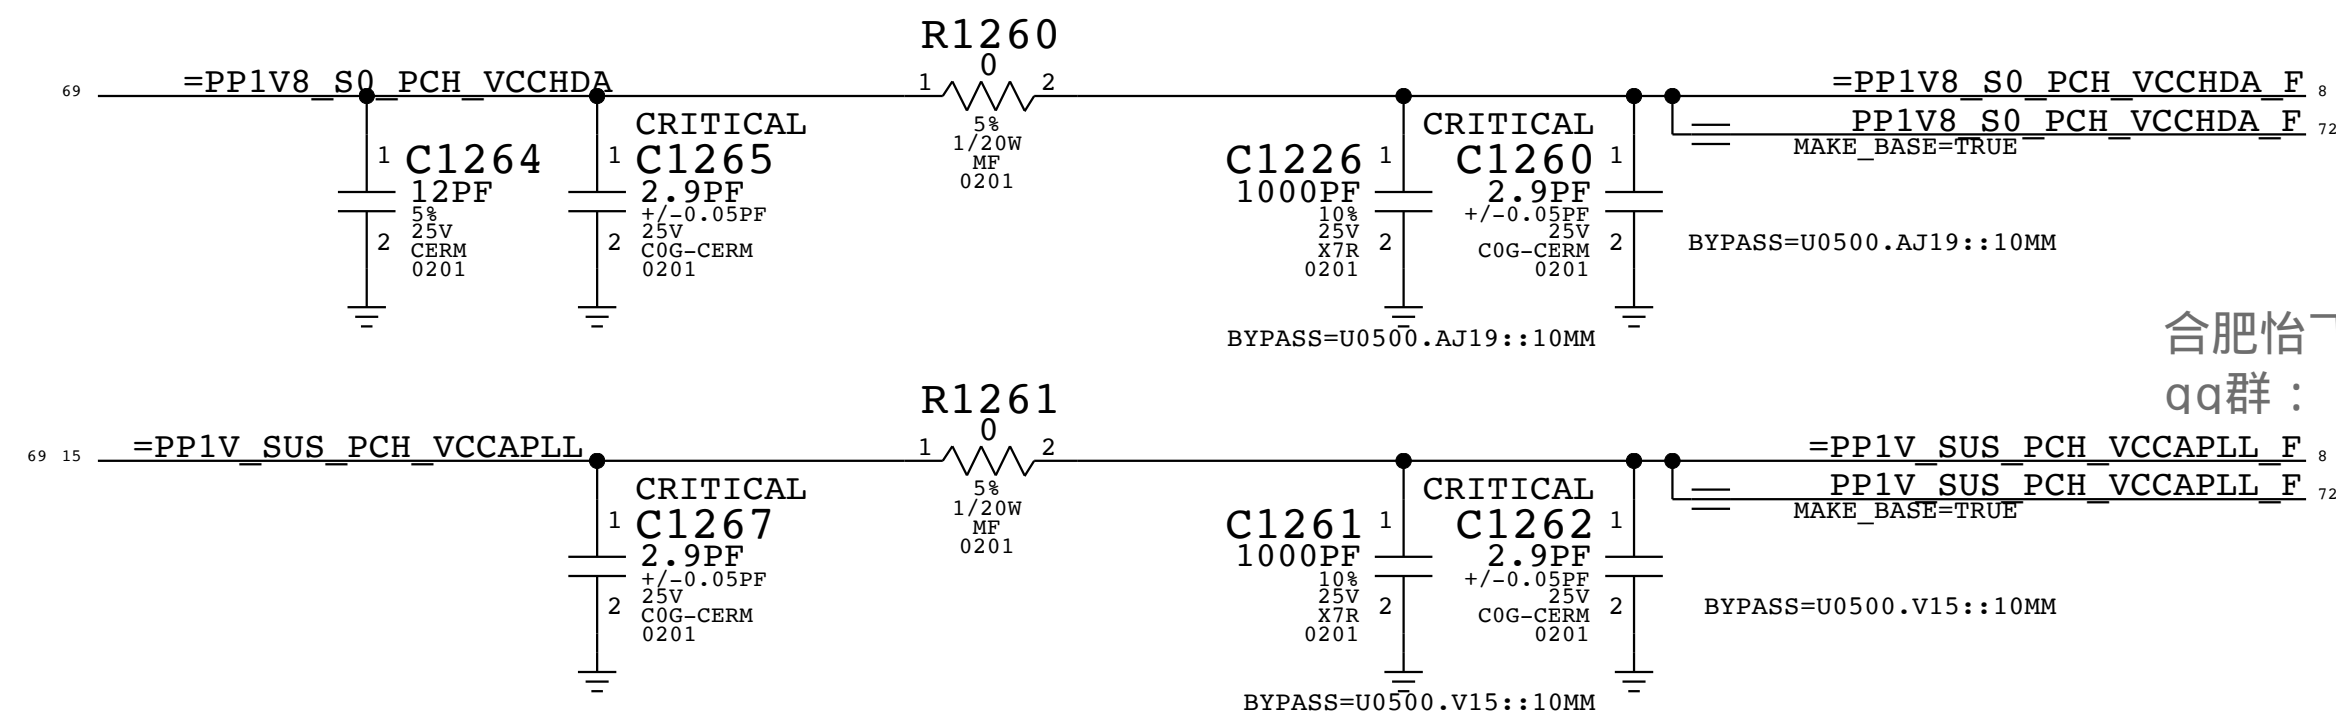 R1260
0
69 =PP1V8_S0_PCH_VCCHDA 1 2 =PP1V8_S0_PCH_VCCHDA_F 8
PP1V8_S0_PCH_VCCHDA_F 72
MAKE_BASE=TRUE
5%
1/20W
MF
0201
1 C1264
12PF
5%
25V
2 CERM
0201
CRITICAL
1 C1265
2.9PF
+/-0.05PF
25V
2 C0G-CERM
0201
C1226 1
1000PF
10%
25V
X7R 2
0201
BYPASS=U0500.AJ19::10MM
CRITICAL
C1260 1
2.9PF
+/-0.05PF
25V
C0G-CERM 2
0201
BYPASS=U0500.AJ19::10MM
合肥怡
qq群：
R1261
0
69 15 =PP1V_SUS_PCH_VCCAPLL 1 2 =PP1V_SUS_PCH_VCCAPLL_F 8
PP1V_SUS_PCH_VCCAPLL_F 72
MAKE_BASE=TRUE
5%
1/20W
MF
0201
CRITICAL
1 C1267
2.9PF
+/-0.05PF
25V
2 C0G-CERM
0201
C1261 1
1000PF
10%
25V
X7R 2
0201
BYPASS=U0500.V15::10MM
CRITICAL
C1262 1
2.9PF
+/-0.05PF
25V
C0G-CERM 2
0201
BYPASS=U0500.V15::10MM